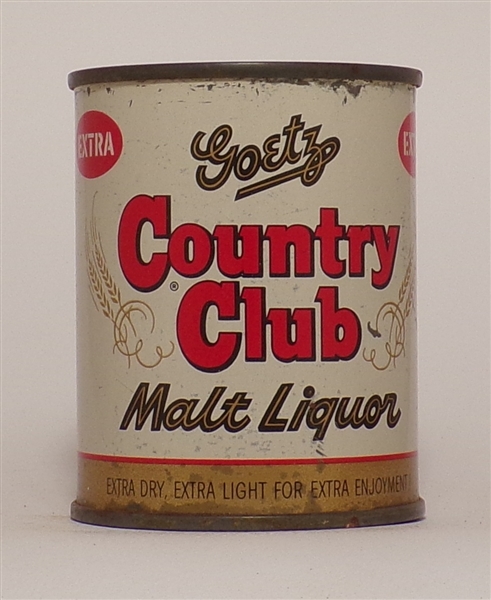 EXTRA
Goetz
Country
Club
®
Malt Liquor
EXTRA DRY, EXTRA LIGHT FOR EXTRA ENJOYMENT